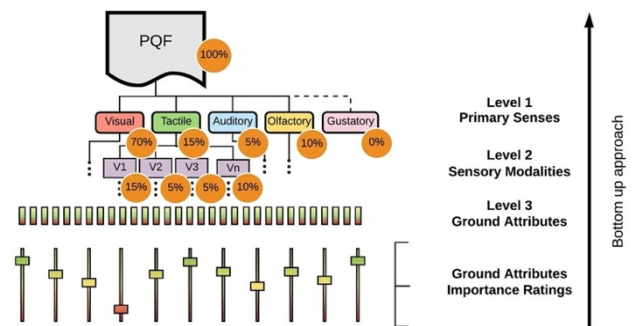 PQF
100%
Level 1
Primary Senses
Visual Tactile Auditory Olfactory Gustatory
70% 15% 5% 10% 0%
Level 2
Sensory Modalities
V1 V2 V3 Vn
15% 5% 5% 10%
Level 3
Ground Attributes
Ground Attributes
Importance Ratings
Bottom up approach